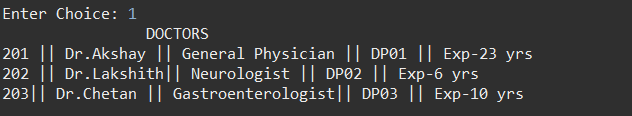 Enter Choice: 1
DOCTORS
201 || Dr.Akshay || General Physician || DP01 || Exp-23 yrs
202 || Dr.Lakshith|| Neurologist || DP02 || Exp-6 yrs
203|| Dr.Chetan || Gastroenterologist|| DP03 || Exp-10 yrs